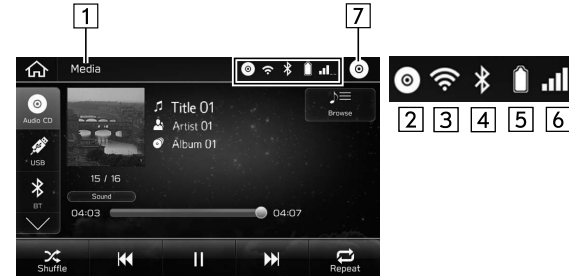 1
7
Media
Audio CD
USB
BT
Title 01
Artist 01
Album 01
Browse
15 / 16
Sound
04:03
04:07
Shuffle
Repeat
2 3 4 5 6